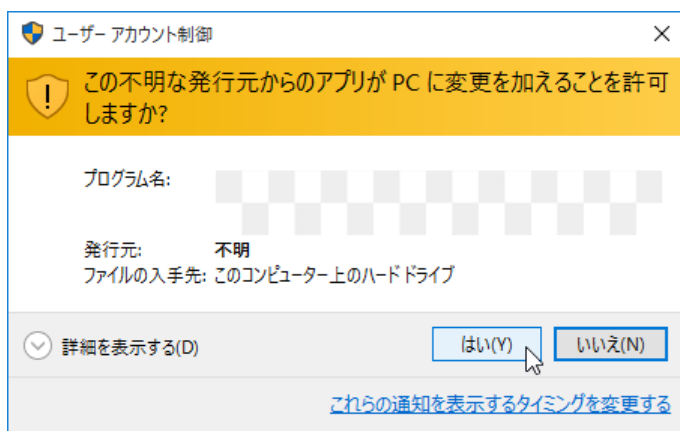 ユーザー アカウント制御
この不明な発行元からのアプリが PC に変更を加えることを許可
しますか?
プログラム名:
発行元: 不明
ファイルの入手先: このコンピューター上のハード ドライブ
詳細を表示する(D) はい(Y) いいえ(N)
これらの通知を表示するタイミングを変更する